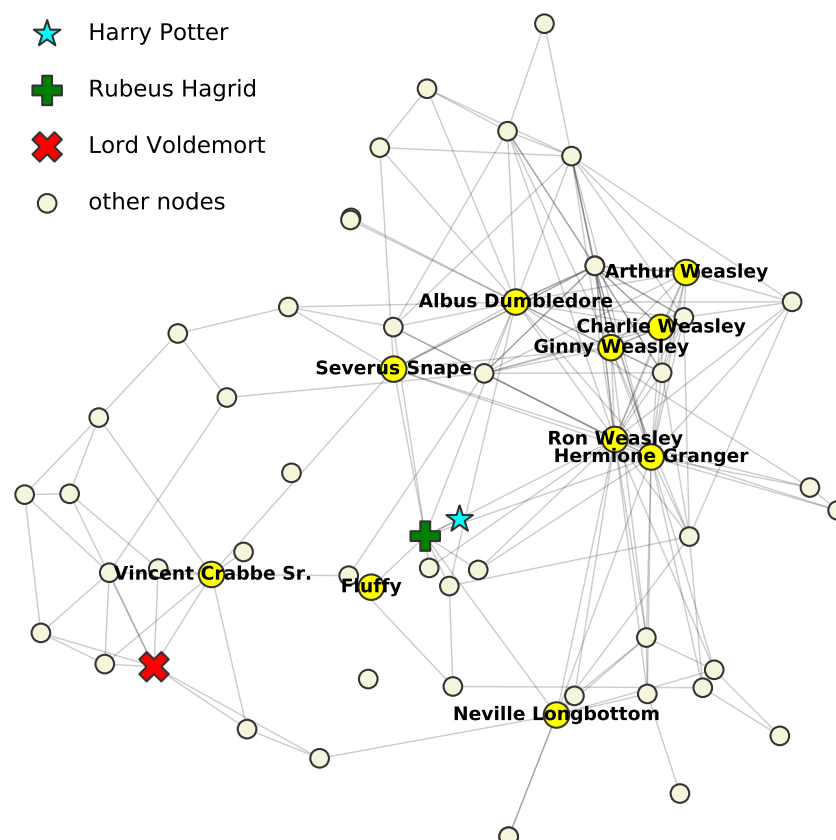 Harry Potter
Rubeus Hagrid
Lord Voldemort
other nodes
Arthur Weasley
Albus Dumbledore
Charlie Weasley
Ginny Weasley
Severus Snape
Ron Weasley
Hermione Granger
Vincent Crabbe Sr.
Fluffy
Neville Longbottom